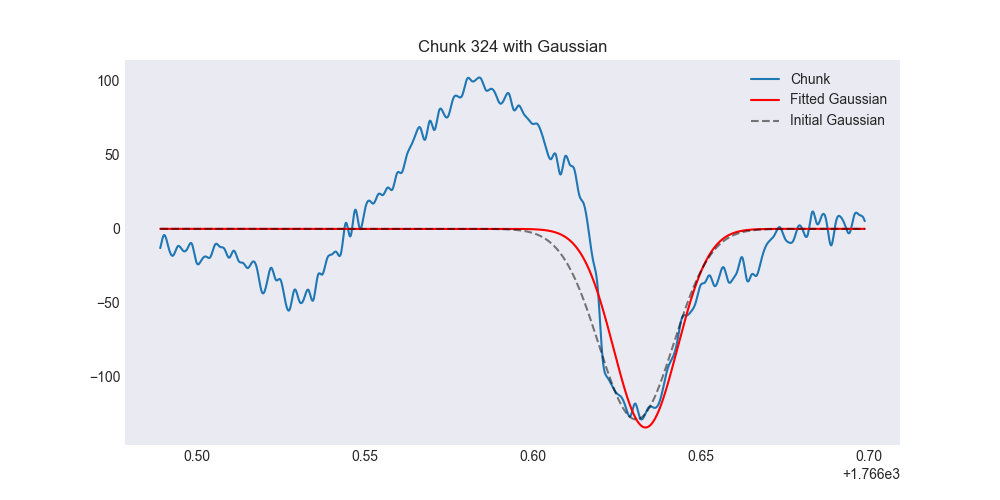 Chunk 324 with Gaussian
Chunk
Fitted Gaussian
Initial Gaussian
100
50
0
−50
−100
0.50
0.55
0.60
0.65
0.70
+1.766e3